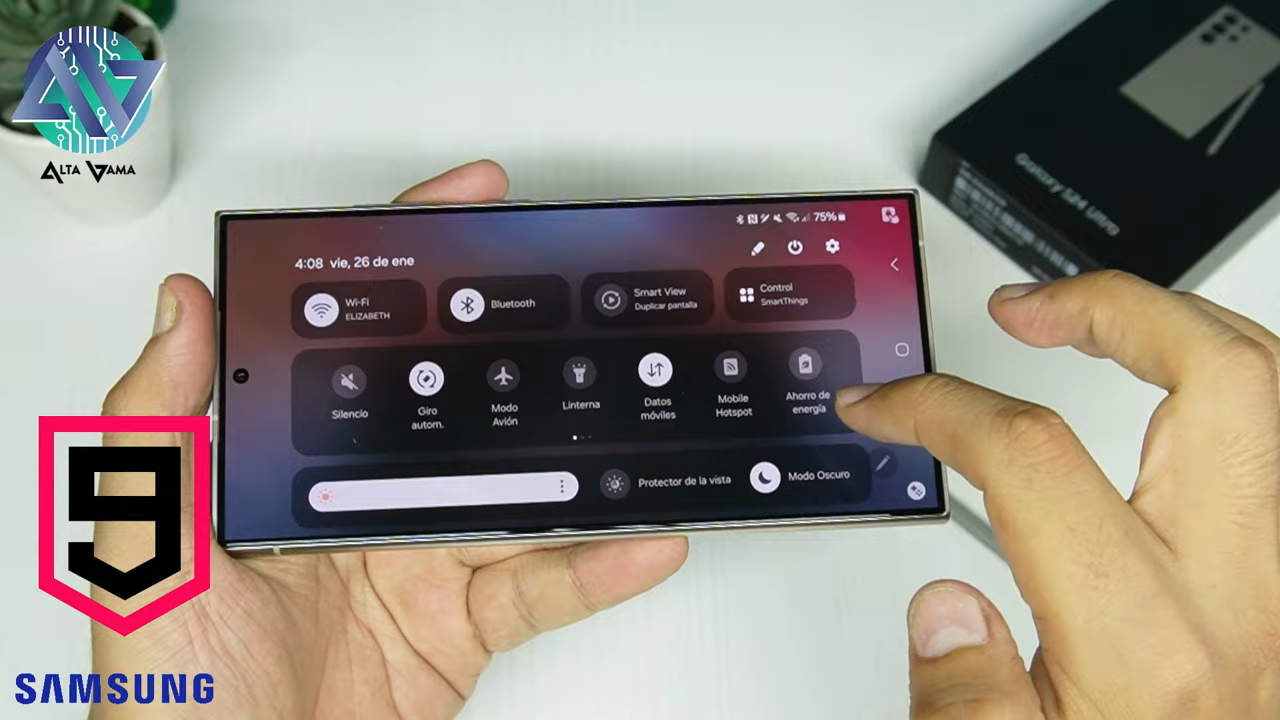 ALTA GAMA
75%
4:08 vie, 26 de ene
Wi-Fi
ELIZABETH
Bluetooth
Smart View
Duplicar pantalla
Control
SmartThings
Silencio
Giro
autom.
Modo
Avión
Linterna
Datos
móviles
Mobile
Hotspot
Ahorro de
energía
Protector de la vista
Modo Oscuro
Galaxy S24 Ultra
9
SAMSUNG